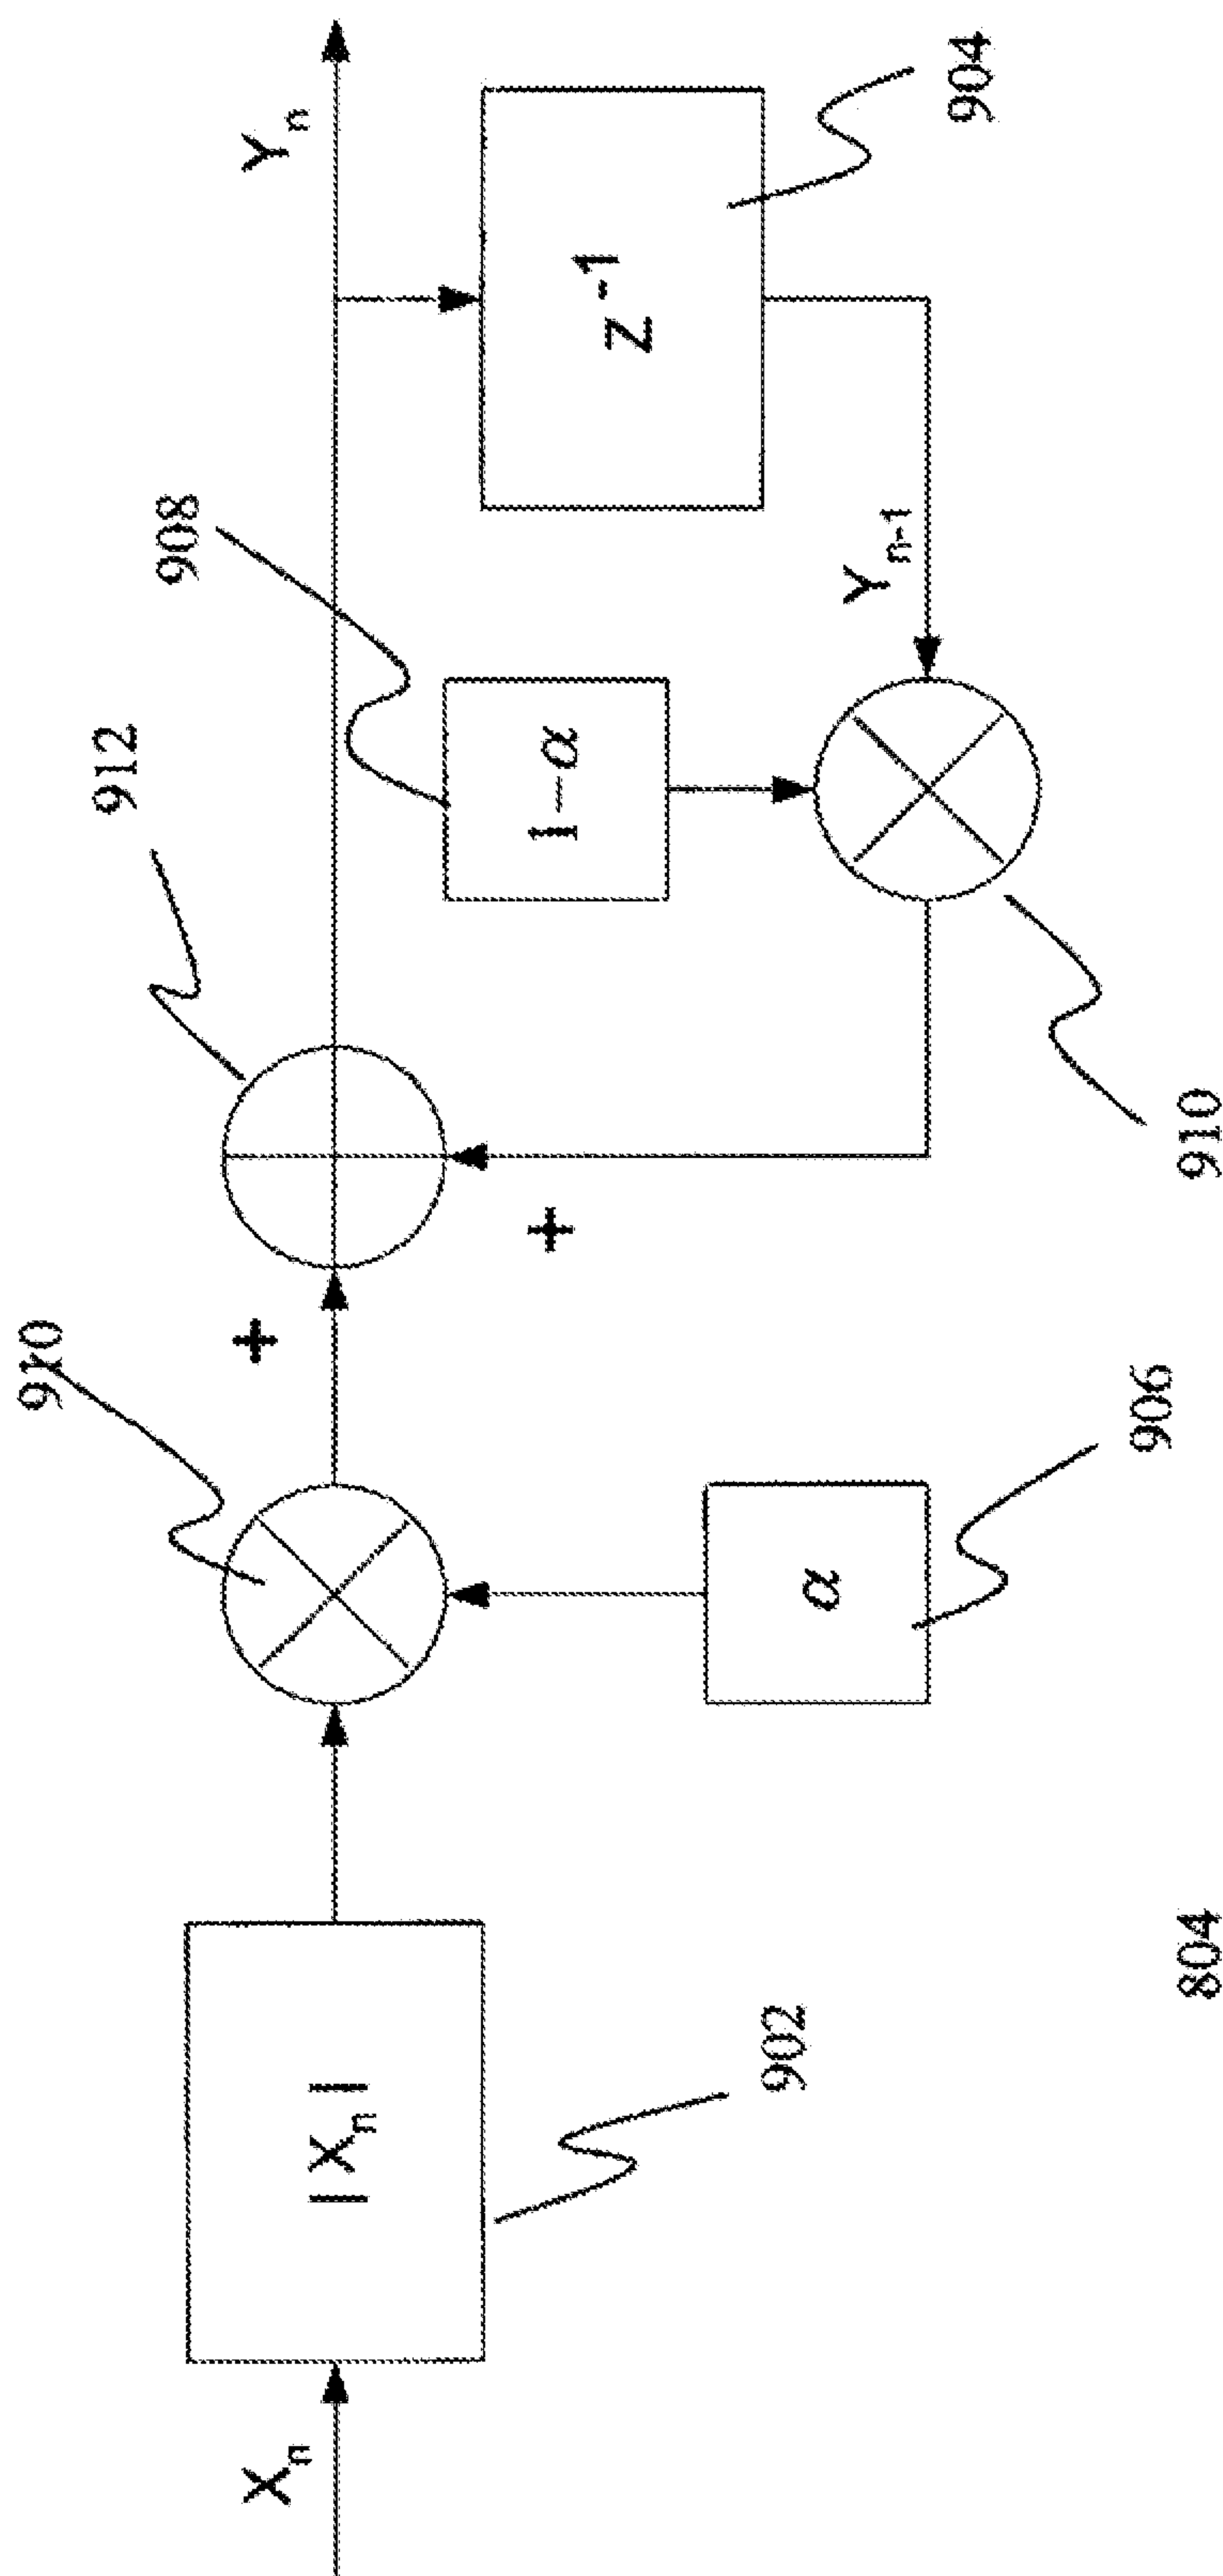 X_n
|X_n|
902
910
+
α
906
912
+
908
1-α
910
Y_n
z^-1
904
Y_n-1
804